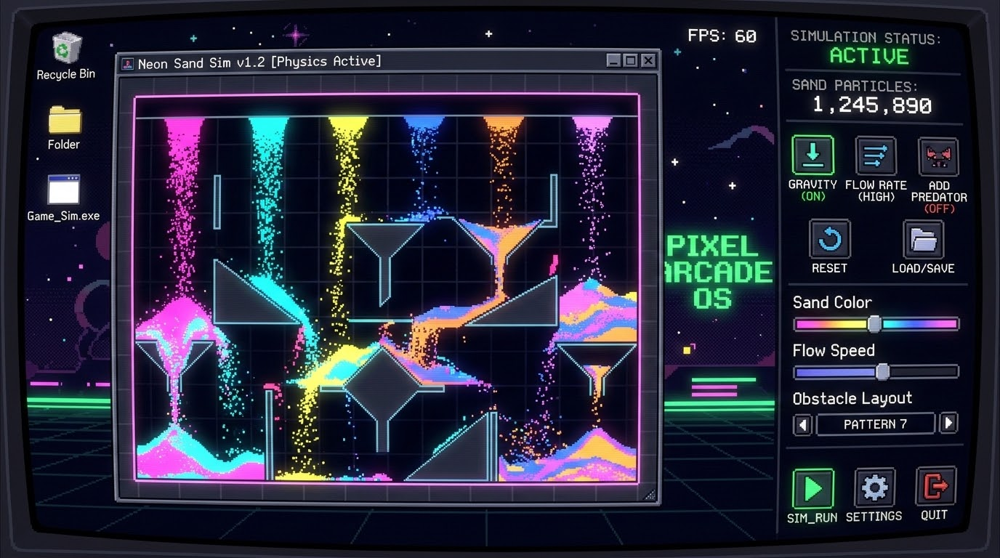 Recycle Bin
Folder
Game_Sim.exe
Neon Sand Sim v1.2 [Physics Active]
FPS: 60
PIXEL
ARCADE
OS
SIMULATION STATUS:
ACTIVE
SAND PARTICLES:
1,245,890
GRAVITY
(ON)
FLOW RATE
(HIGH)
ADD
PREDATOR
(OFF)
RESET
LOAD/SAVE
Sand Color
Flow Speed
Obstacle Layout
PATTERN 7
SIM_RUN
SETTINGS
QUIT